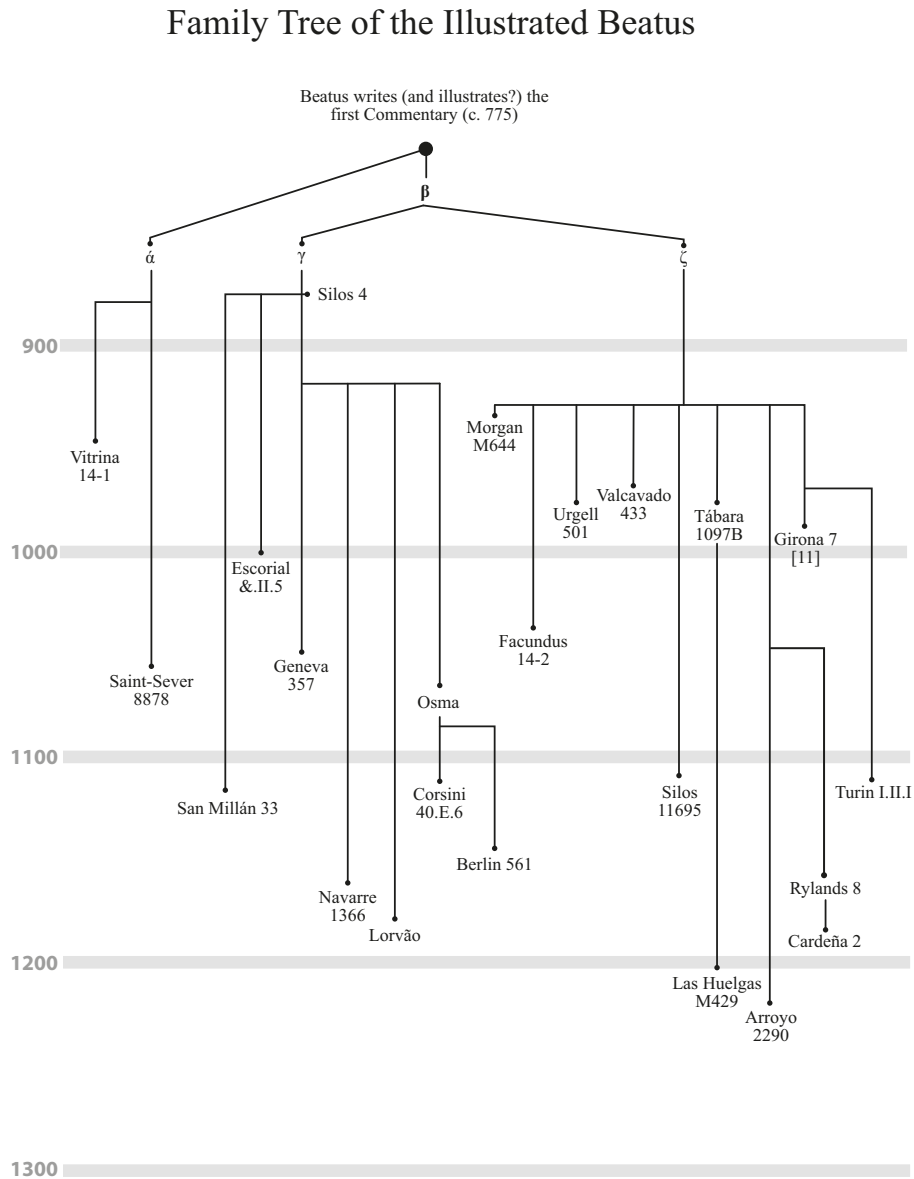 Family Tree of the Illustrated Beatus
Beatus writes (and illustrates?) the
first Commentary (c. 775)
β
ά
γ
ζ
Silos 4
900
Morgan
M644
Vitrina
14-1
Valcavado
433
Urgell
501
Tábara
1097B
Girona 7
[11]
1000
Escorial
&.II.5
Facundus
14-2
Geneva
357
Saint-Sever
8878
Osma
1100
San Millán 33
Corsini
40.E.6
Silos
11695
Turin I.II.I
Berlin 561
Navarre
1366
Rylands 8
Lorvão
Cardeña 2
1200
Las Huelgas
M429
Arroyo
2290
1300